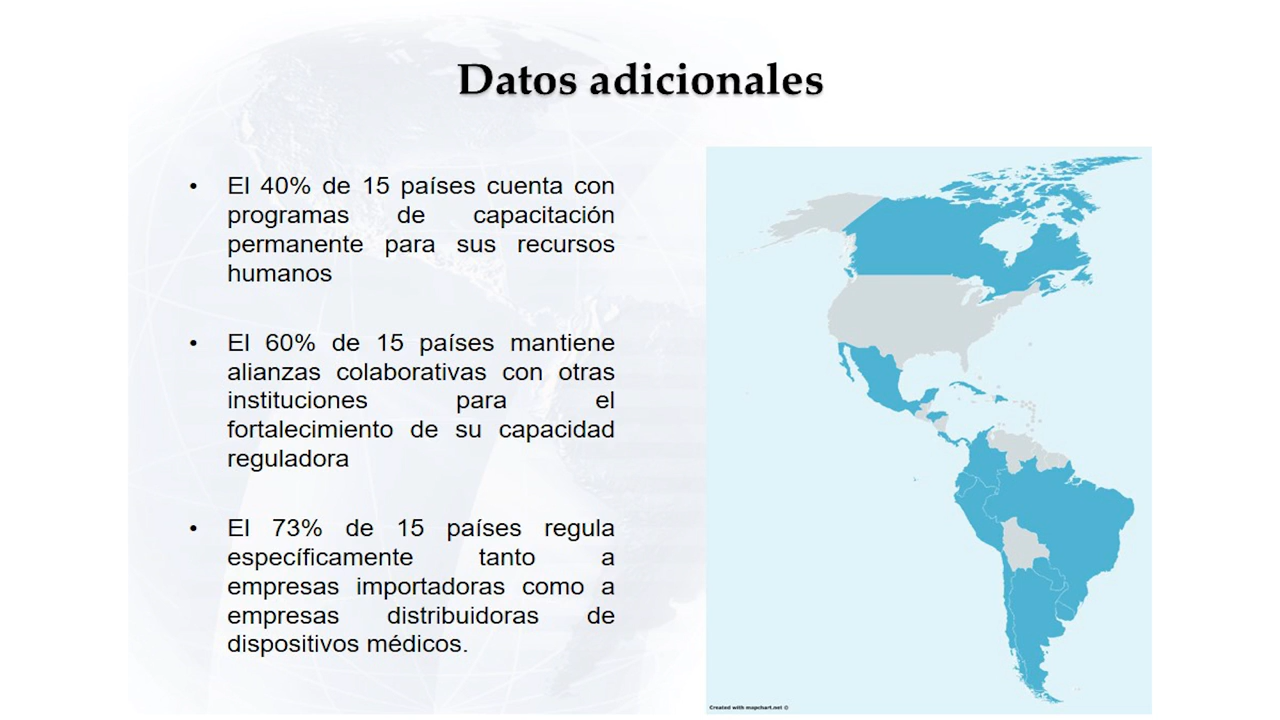 Datos adicionales
• El 40% de 15 países cuenta con
programas de capacitación
permanente para sus recursos
humanos
• El 60% de 15 países mantiene
alianzas colaborativas con otras
instituciones para el
fortalecimiento de su capacidad
reguladora
• El 73% de 15 países regula
específicamente tanto a
empresas importadoras como a
empresas distribuidoras de
dispositivos médicos.
Created with mapchart.net ©